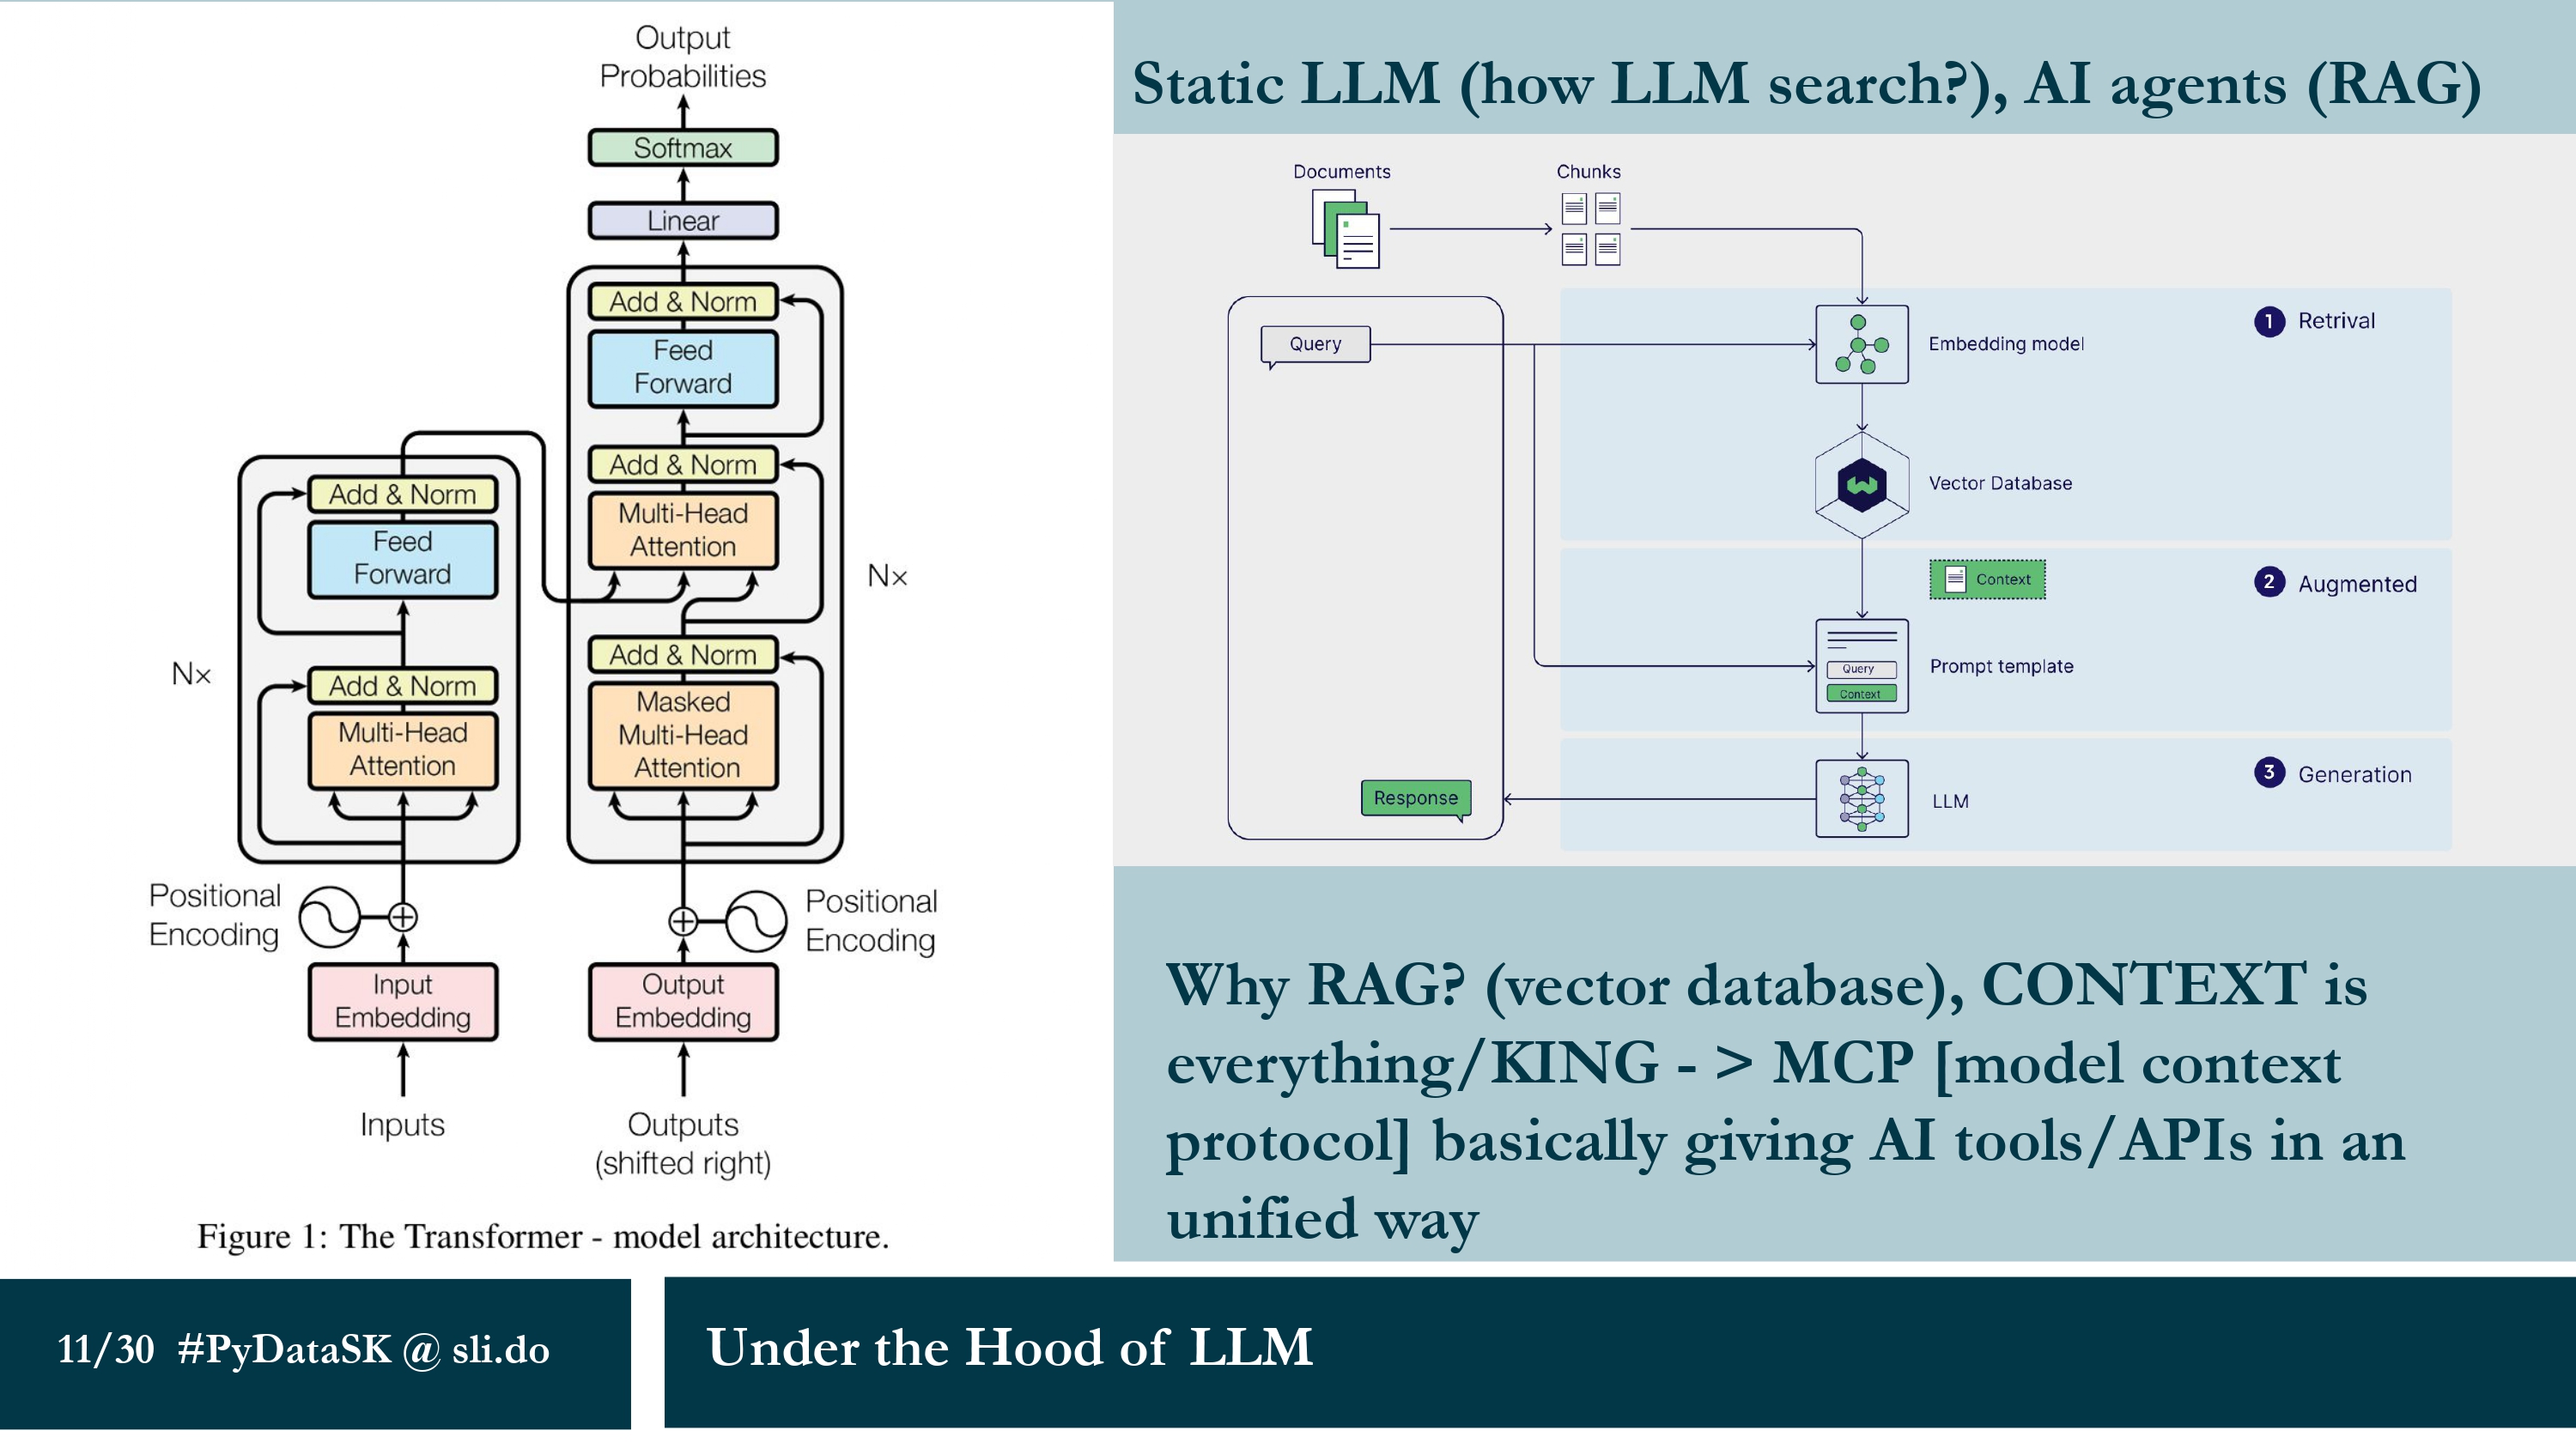 Output
Probabilities
Softmax
Linear
Add & Norm
Feed
Forward
Add & Norm
Multi-Head
Attention
Nx
Add & Norm
Masked
Multi-Head
Attention
Add & Norm
Feed
Forward
Nx
Add & Norm
Multi-Head
Attention
Positional
Encoding
Positional
Encoding
Input
Embedding
Output
Embedding
Inputs
Outputs
(shifted right)
Figure 1: The Transformer - model architecture.
Static LLM (how LLM search?), AI agents (RAG)
Documents
Chunks
Query
Embedding model
1 Retrival
Vector Database
Context
2 Augmented
Query
Context
Prompt template
3 Generation
Response
LLM
Why RAG? (vector database), CONTEXT is
everything/KING - > MCP [model context
protocol] basically giving AI tools/APIs in an
unified way
11/30 #PyDataSK @ sli.do
Under the Hood of LLM